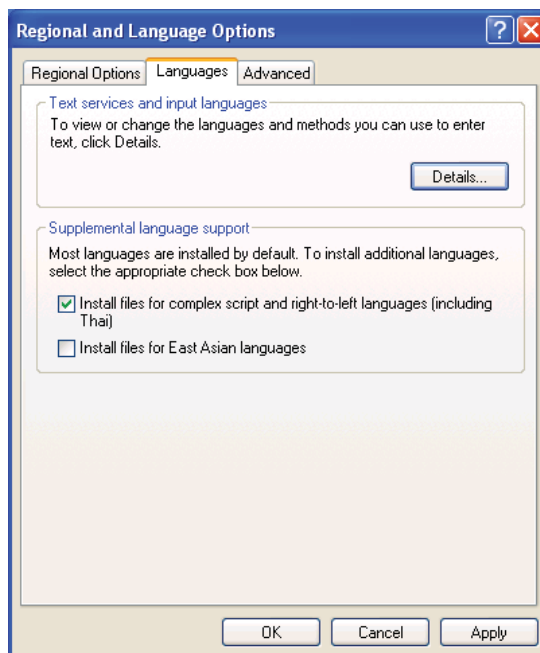 Regional and Language Options
Regional Options Languages Advanced
Text services and input languages
To view or change the languages and methods you can use to enter
text, click Details.
Details...
Supplemental language support
Most languages are installed by default. To install additional languages,
select the appropriate check box below.
Install files for complex script and right-to-left languages (including
Thai)
Install files for East Asian languages
OK Cancel Apply